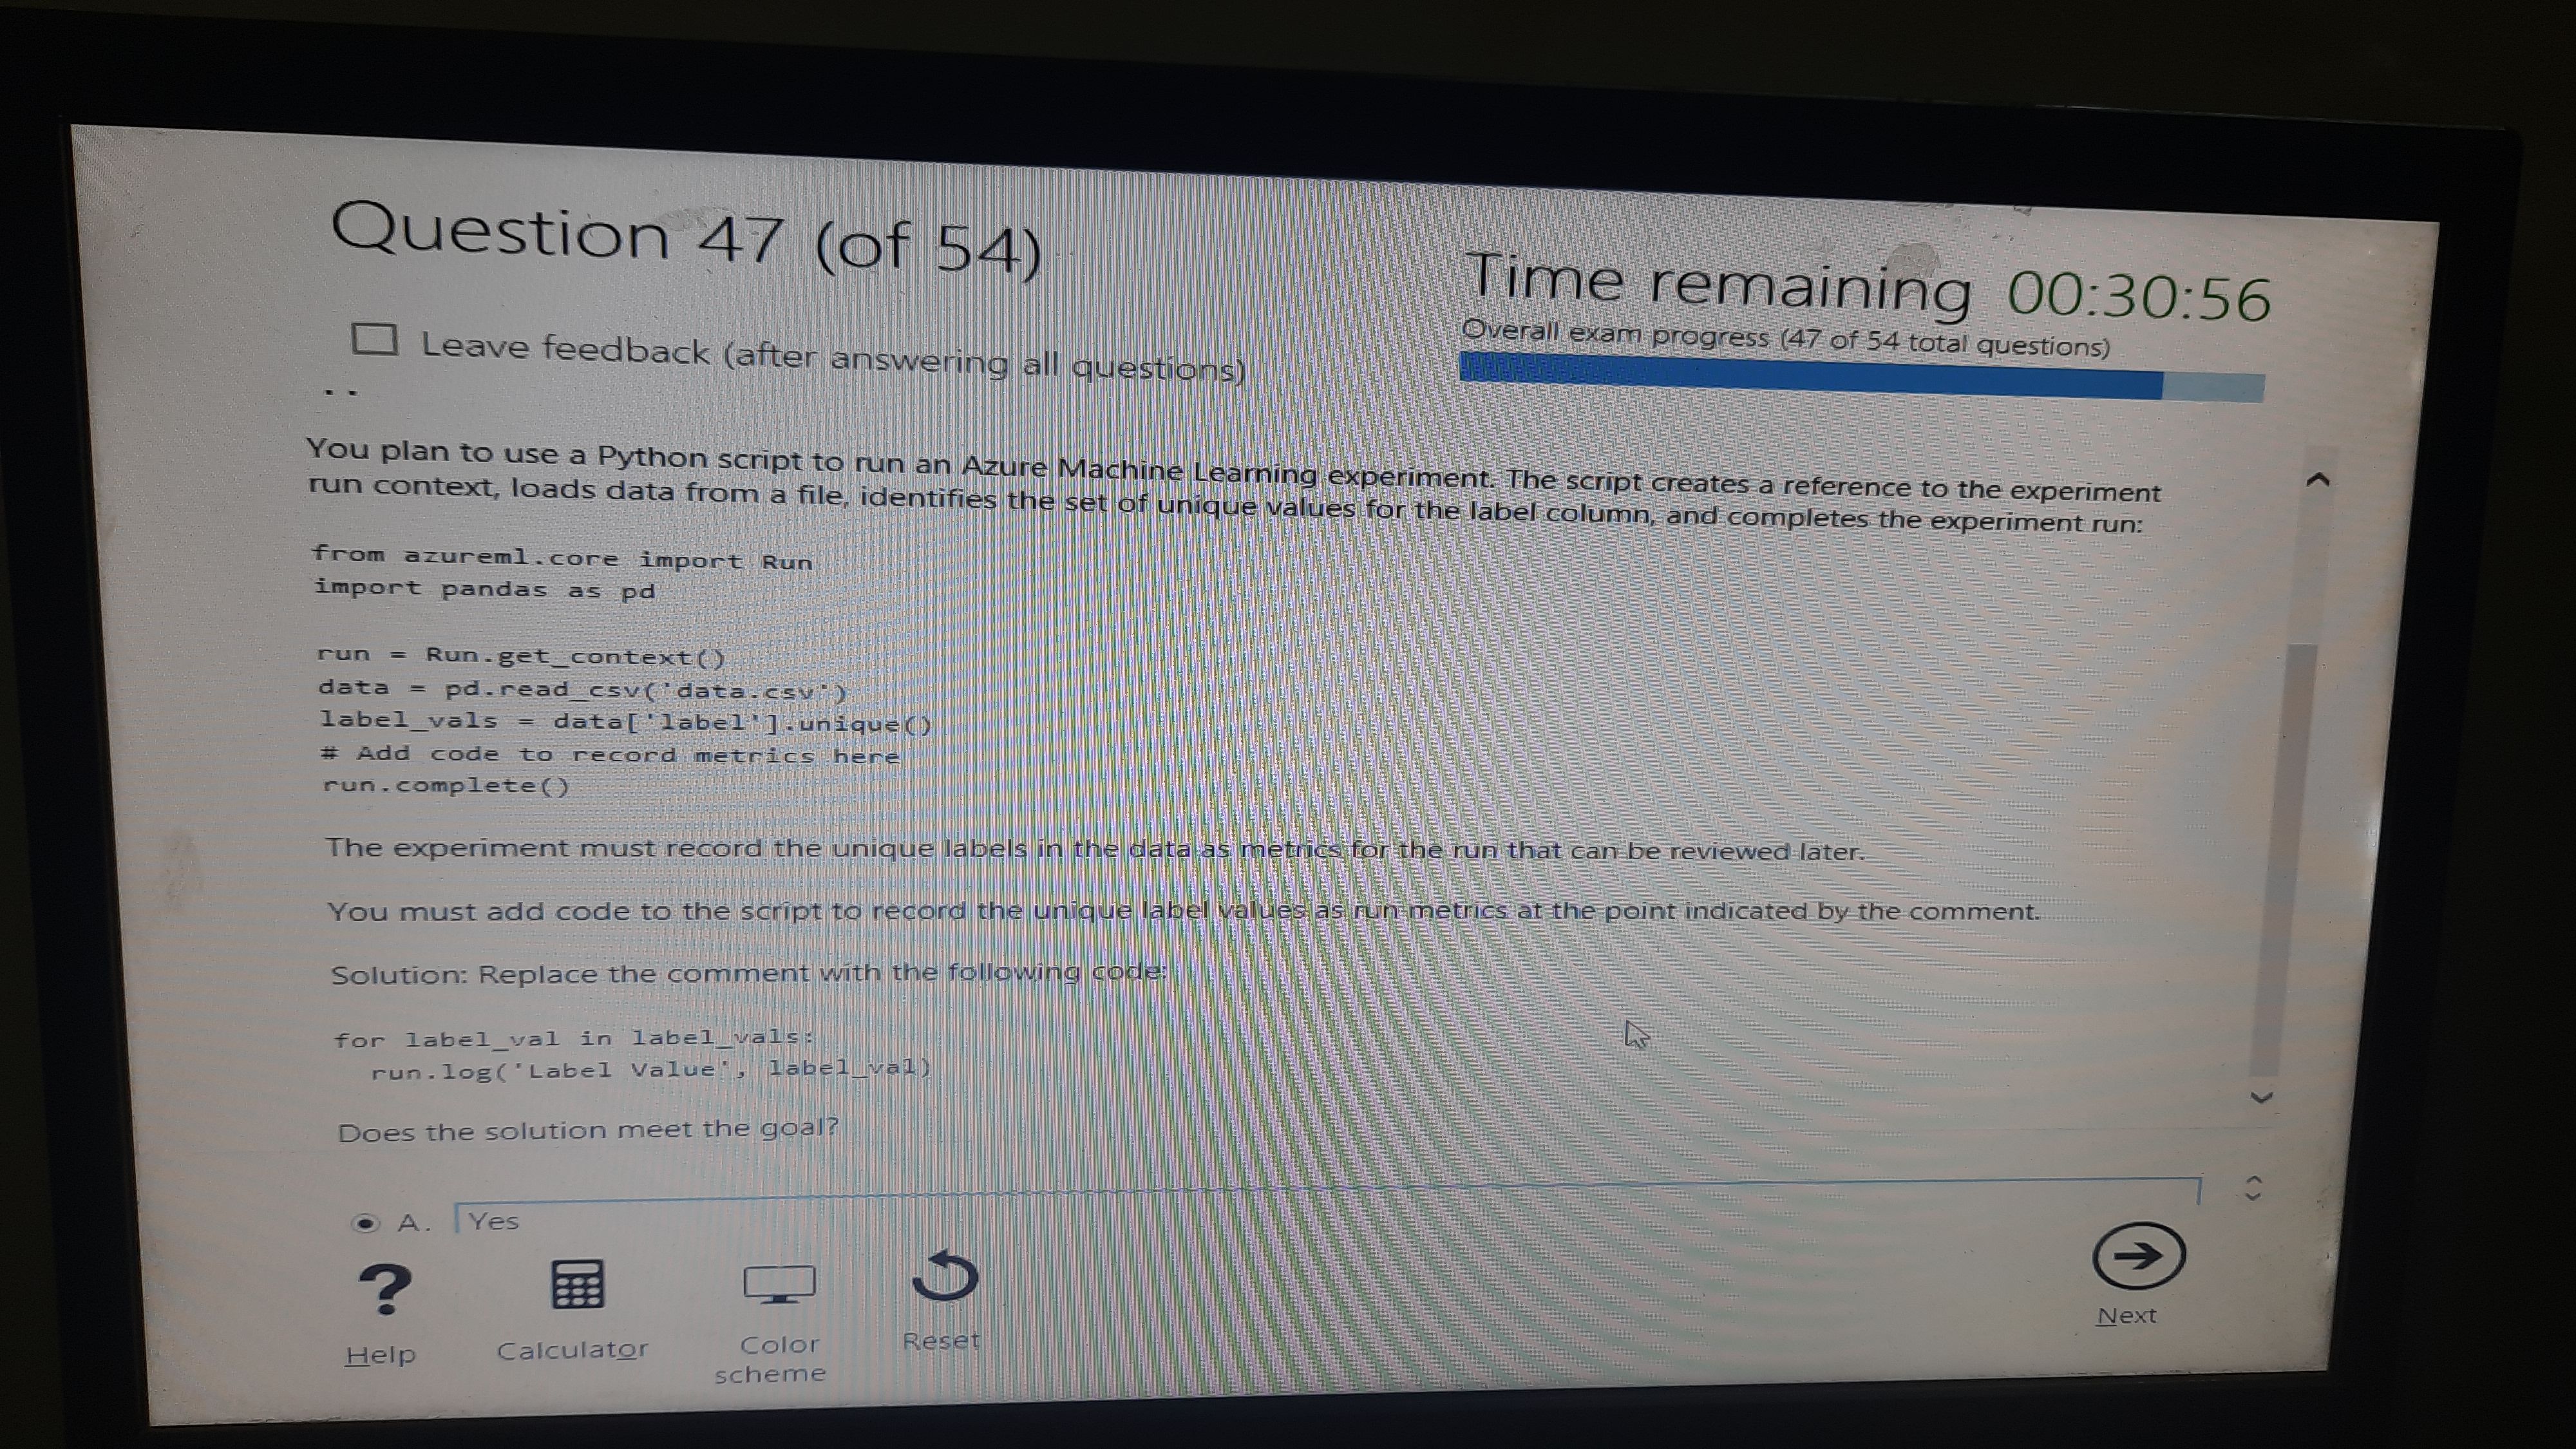 Question 47 (of 54)
Time remaining 00:30:56
Overall exam progress (47 of 54 total questions)
Leave feedback (after answering all questions)
You plan to use a Python script to run an Azure Machine Learning experiment. The script creates a reference to the experiment
run context, loads data from a file, identifies the set of unique values for the label column, and completes the experiment run:
from azureml.core import Run
import pandas as pd
run = Run.get_context()
data = pd.read_csv('data.csv')
label_vals = data['label'].unique()
# Add code to record metrics here
run.complete()
The experiment must record the unique labels in the data as metrics for the run that can be reviewed later.
You must add code to the script to record the unique label values as run metrics at the point indicated by the comment.
Solution: Replace the comment with the following code:
for label_val in label_vals:
run.log('Label Value', label_val)
Does the solution meet the goal?
A. Yes
Help
Calculator
Color
scheme
Reset
Next